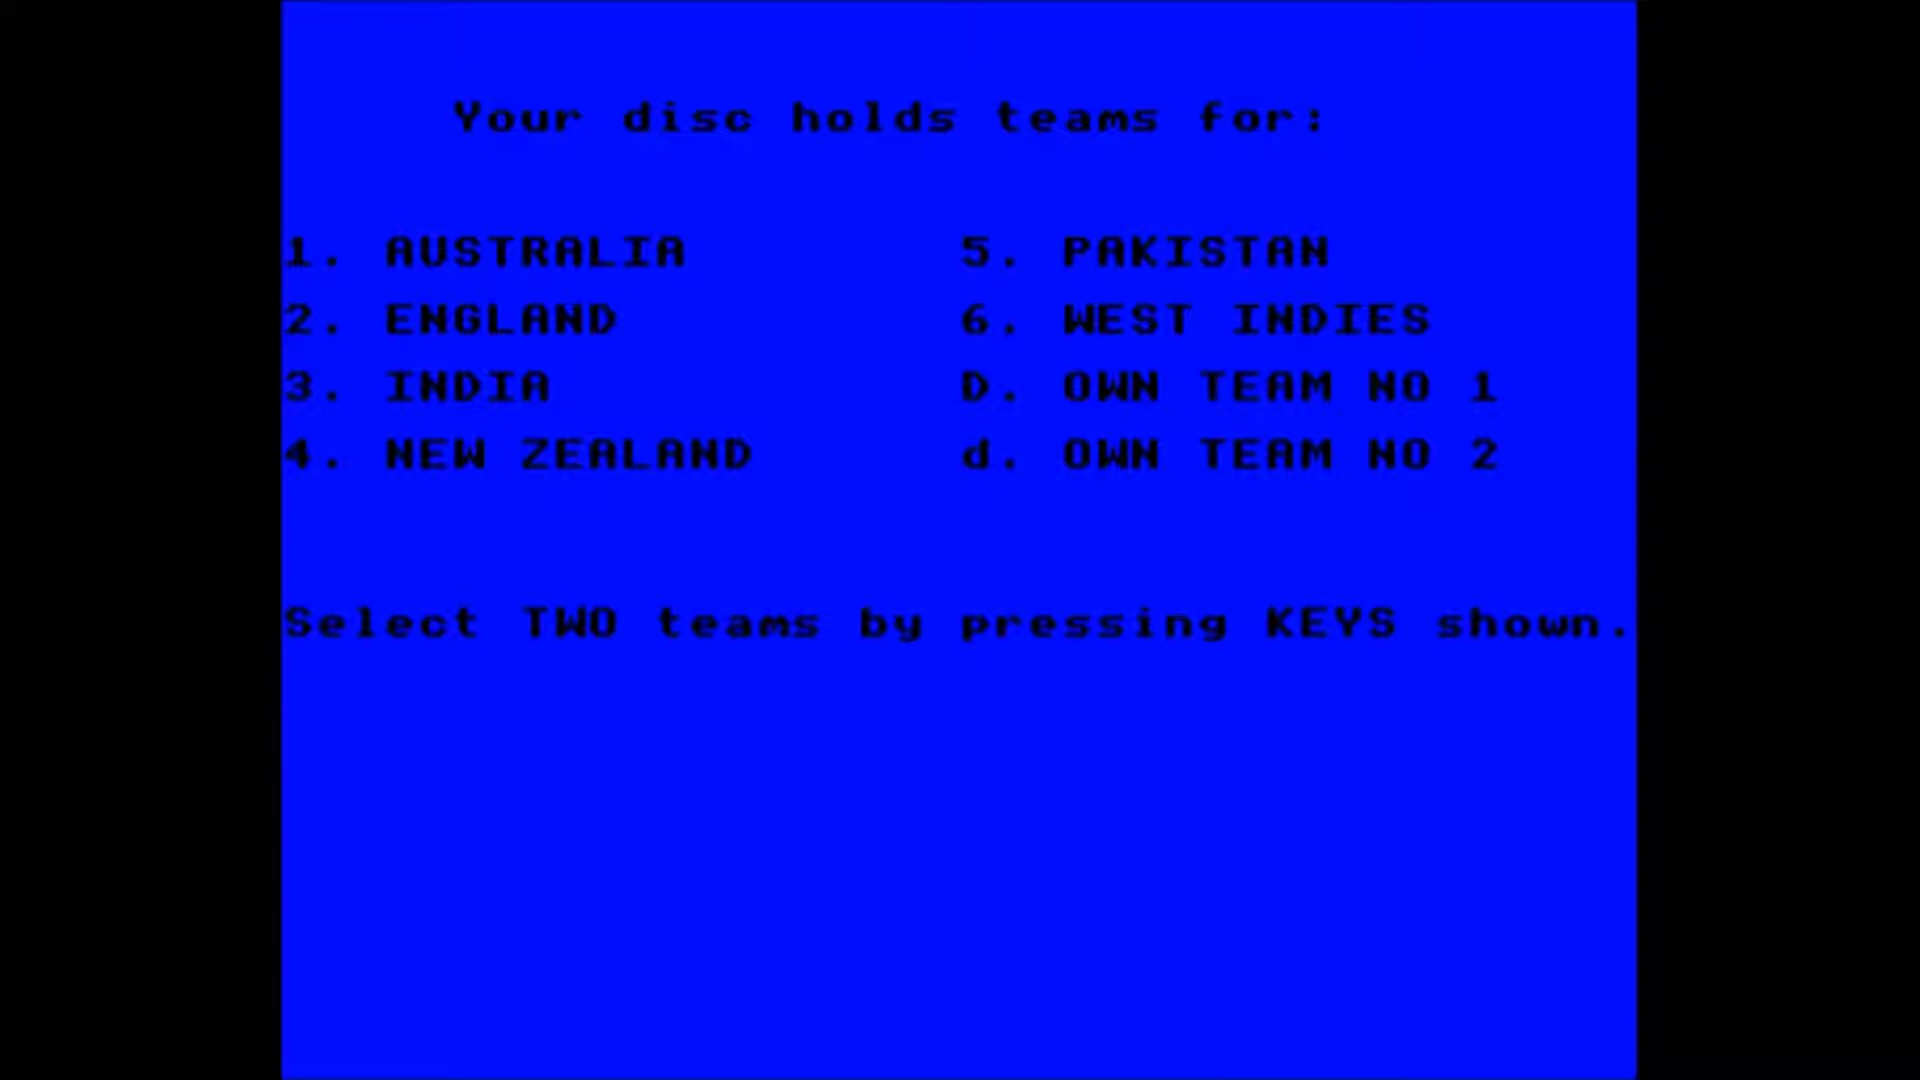 Your disc holds teams for:
1. AUSTRALIA 5. PAKISTAN
2. ENGLAND 6. WEST INDIES
3. INDIA D. OWN TEAM NO 1
4. NEW ZEALAND d. OWN TEAM NO 2
Select TWO teams by pressing KEYS shown.